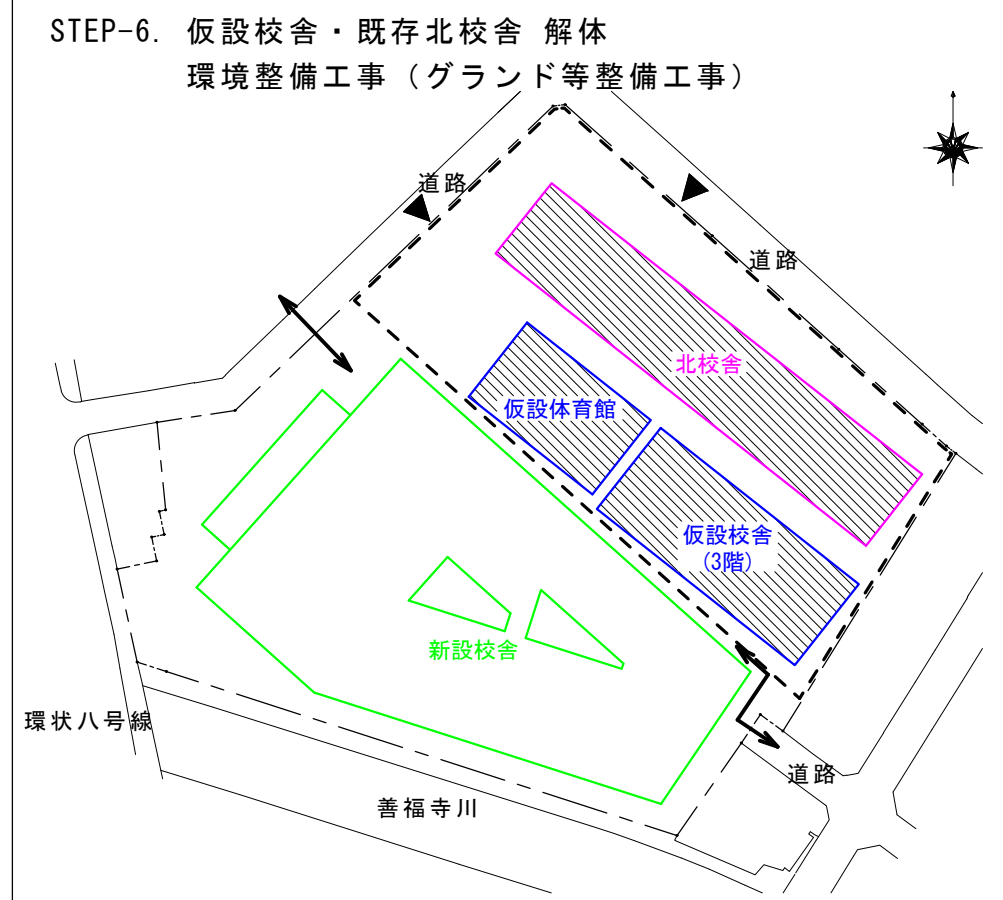 STEP-6. 仮設校舎・既存北校舎 解体
環境整備工事（グランド等整備工事）
道路
道路
北校舎
仮設体育館
仮設校舎
(3階)
新設校舎
環状八号線
道路
善福寺川